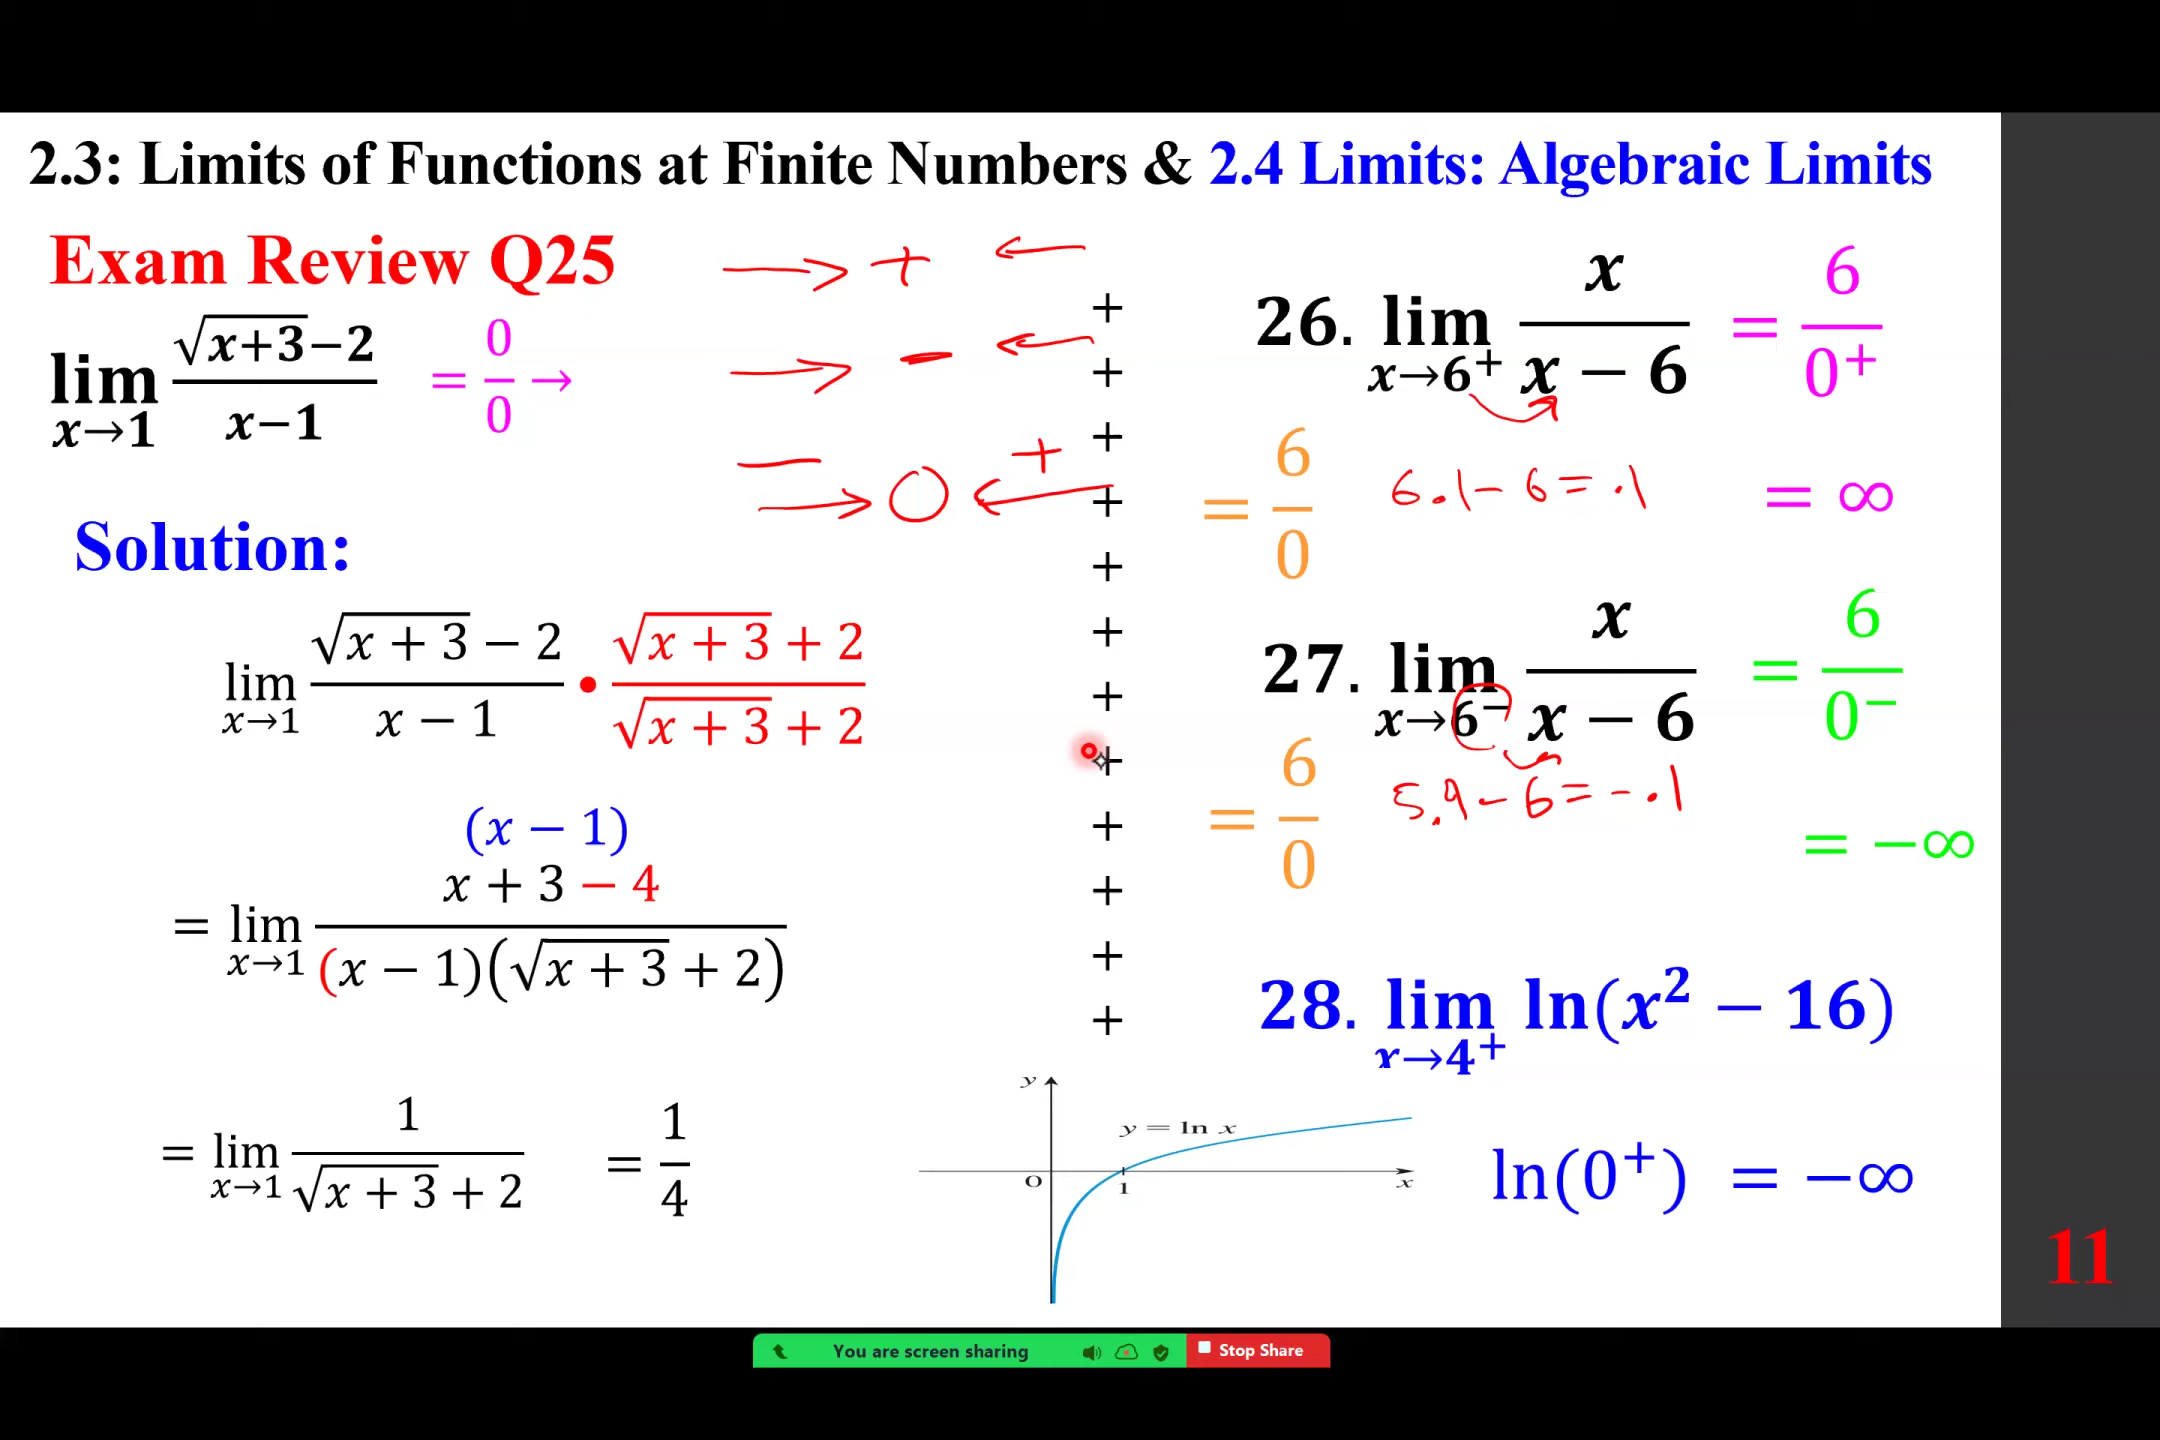 2.3: Limits of Functions at Finite Numbers & 2.4 Limits: Algebraic Limits
Exam Review Q25
lim x→1 (√(x+3)−2)/(x−1) = 0/0 →
→ + ←
→ − ←
− +
→ 0 ←
Solution:
lim x→1 (√(x + 3) − 2)/(x − 1) • (√(x + 3) + 2)/(√(x + 3) + 2)
(x − 1)
= lim x→1 (x + 3 − 4)/((x − 1)(√(x + 3) + 2))
= lim x→1 1/(√(x + 3) + 2) = 1/4
+
+
+
+
+
+
+
+
+
+
+
+
26. lim x→6⁺ x/(x − 6) = 6/0⁺
= 6/0
6.1 − 6 = .1
= ∞
27. lim x→6⁻ x/(x − 6) = 6/0⁻
= 6/0
5.9 − 6 = −.1
= −∞
28. lim x→4⁺ ln(x² − 16)
ln(0⁺) = −∞
y
y = ln x
0
1
x
11
You are screen sharing
Stop Share